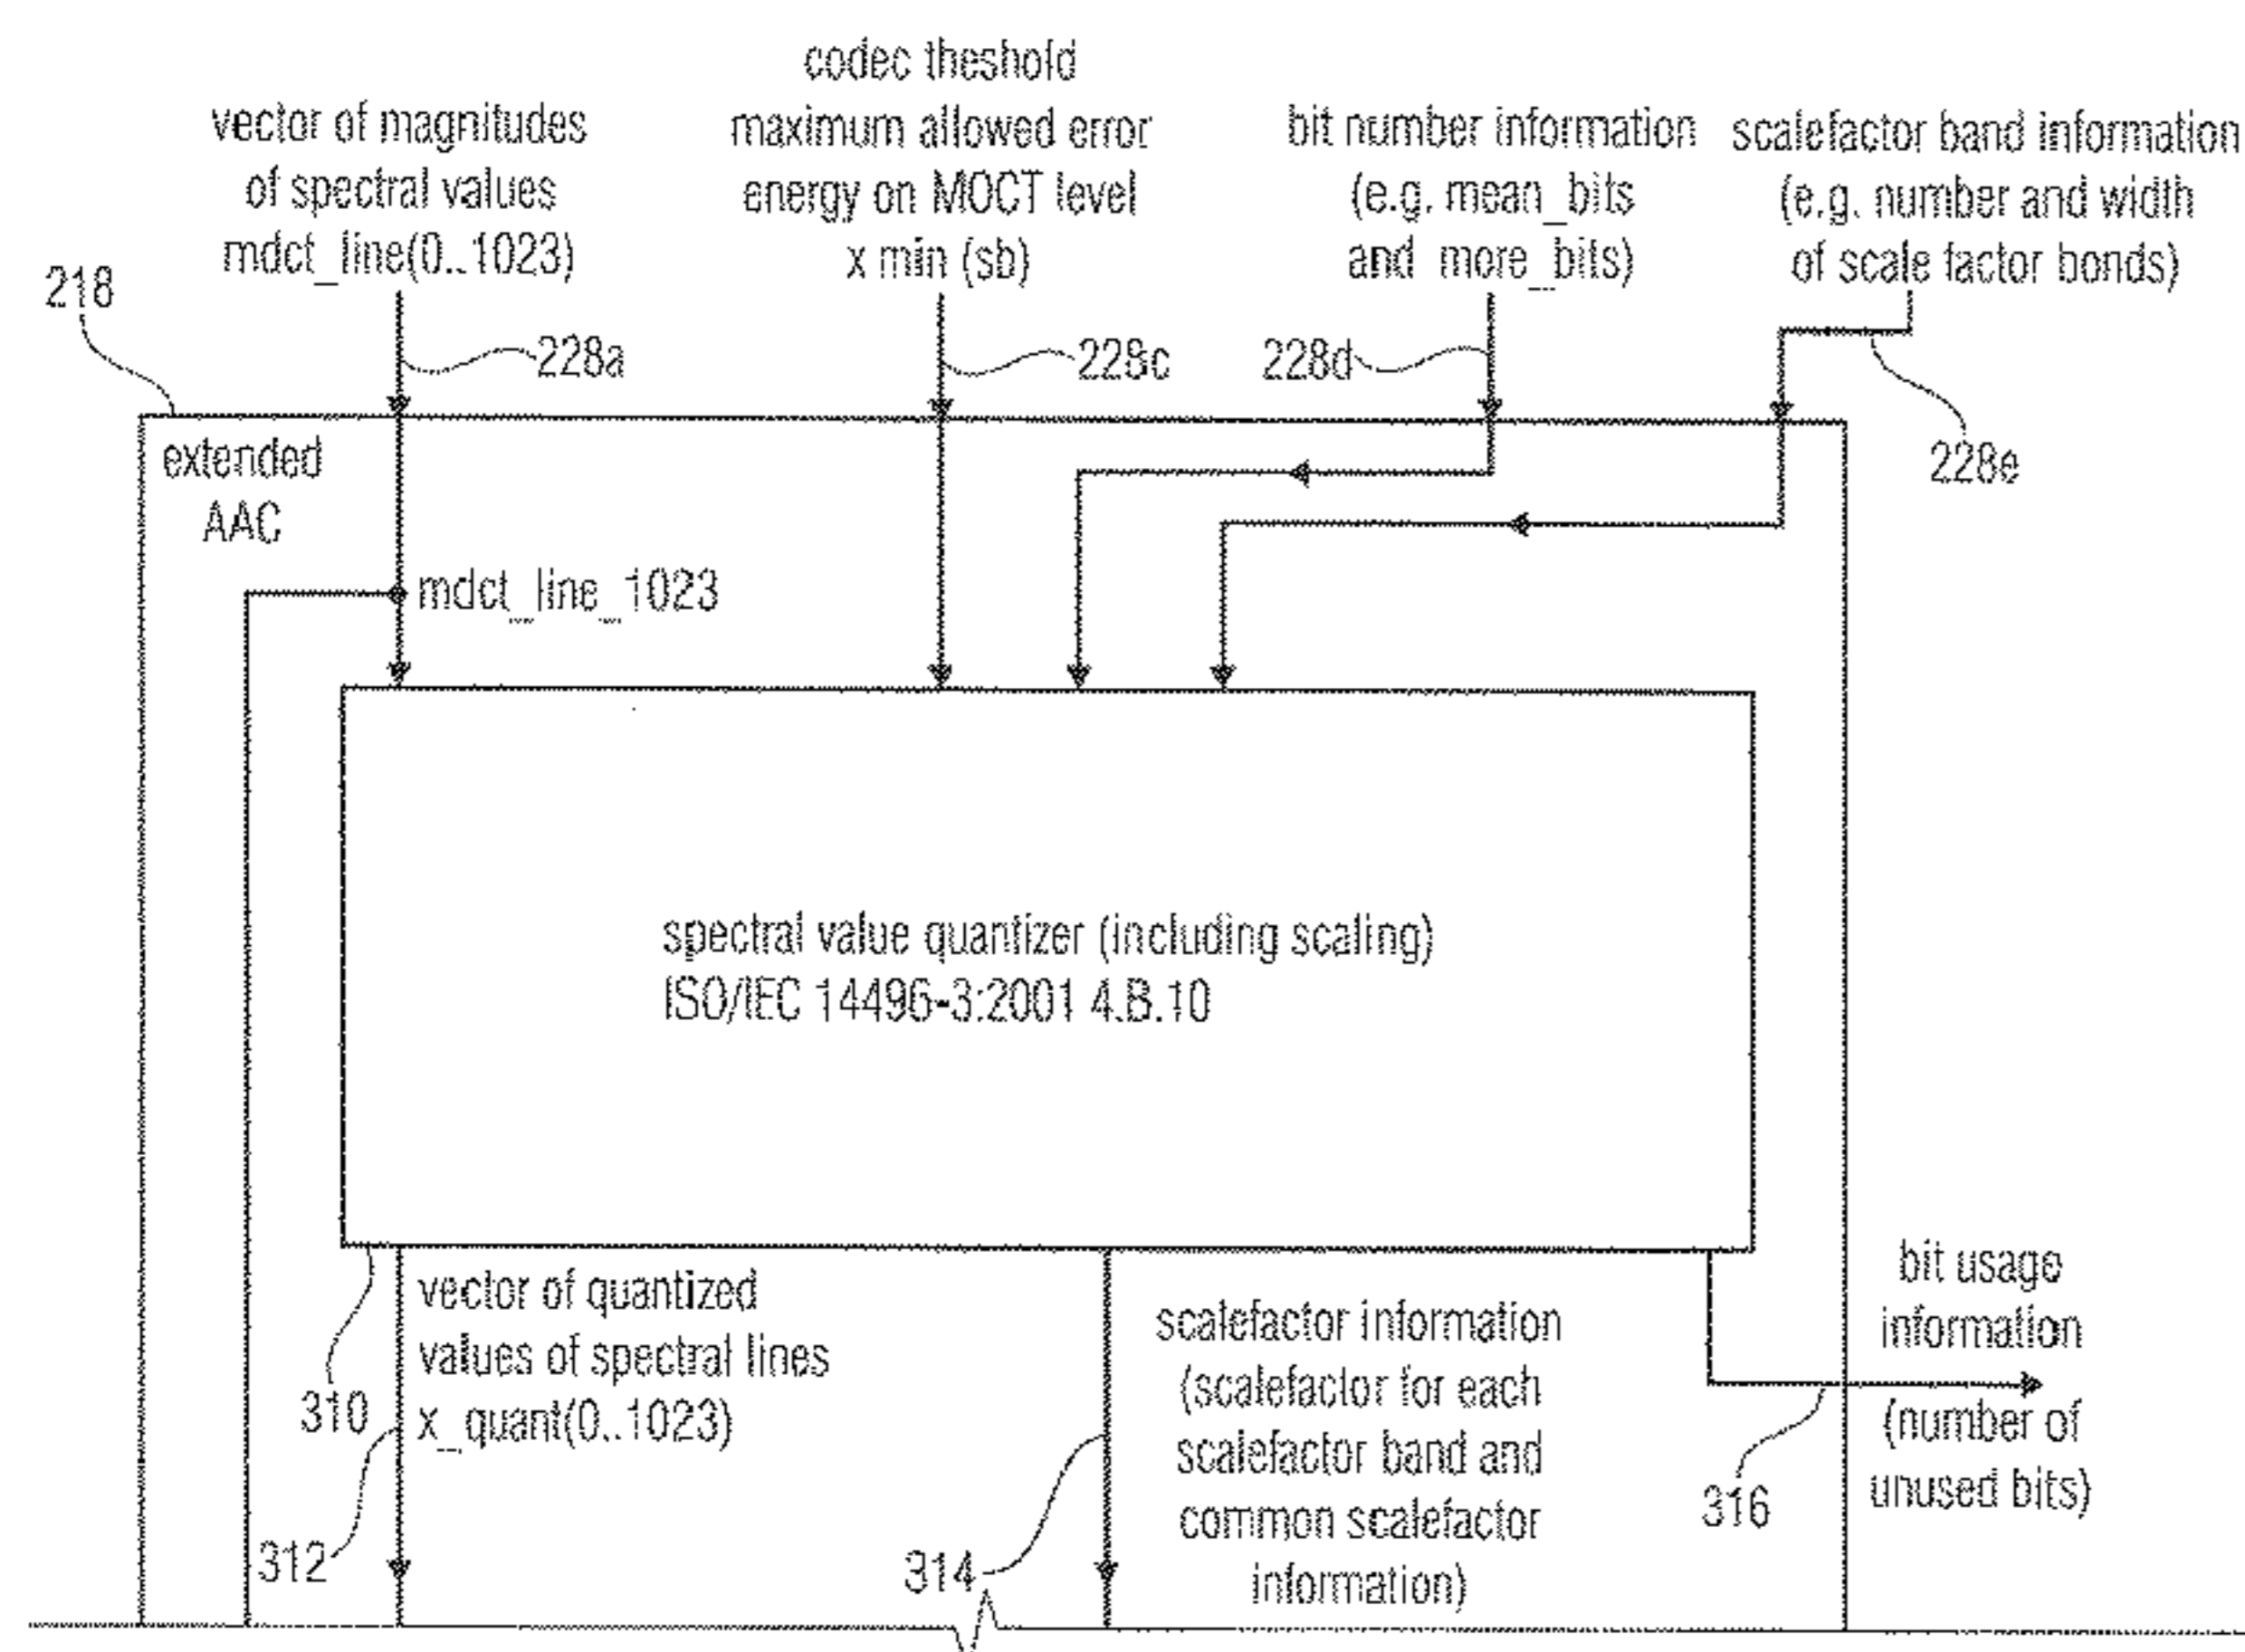 vector of magnitudes
of spectral values
mdct_line(0..1023)
codec theshold
maximum allowed error
energy on MOCT level
x min (sb)
bit number information
(e.g. mean_bits
and more_bits)
scalefactor band information
(e.g. number and width
of scale factor bonds)
218
228a
228c
228d
228e
extended
AAC
mdct_line_1023
spectral value quantizer (including scaling)
ISO/IEC 14496-3:2001 4.B.10
310
vector of quantized
values of spectral lines
x_quant(0..1023)
312
scalefactor information
(scalefactor for each
scalefactor band and
common scalefactor
information)
314
bit usage
information
(number of
unused bits)
316